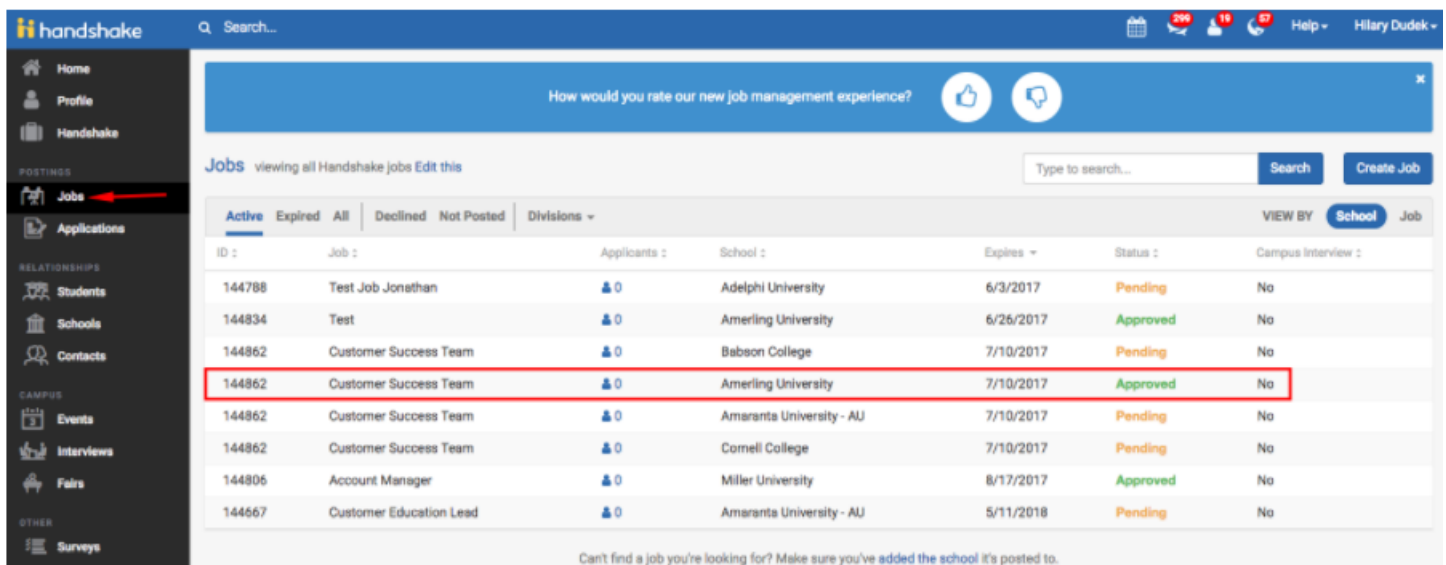 handshake Search... 299 19 57 Help Hilary Dudek
Home
Profile
Handshake
POSTINGS
Jobs
Applications
RELATIONSHIPS
Students
Schools
Contacts
CAMPUS
Events
Interviews
Fairs
OTHER
Surveys
How would you rate our new job management experience? ×
Jobs viewing all Handshake jobs Edit this Type to search... Search Create Job
Active Expired All Declined Not Posted Divisions VIEW BY School Job
ID Job Applicants School Expires Status Campus Interview
144788 Test Job Jonathan 0 Adelphi University 6/3/2017 Pending No
144834 Test 0 Amerling University 6/26/2017 Approved No
144862 Customer Success Team 0 Babson College 7/10/2017 Pending No
144862 Customer Success Team 0 Amerling University 7/10/2017 Approved No
144862 Customer Success Team 0 Amaranta University - AU 7/10/2017 Pending No
144862 Customer Success Team 0 Cornell College 7/10/2017 Pending No
144806 Account Manager 0 Miller University 8/17/2017 Approved No
144667 Customer Education Lead 0 Amaranta University - AU 5/11/2018 Pending No
Can't find a job you're looking for? Make sure you've added the school it's posted to.